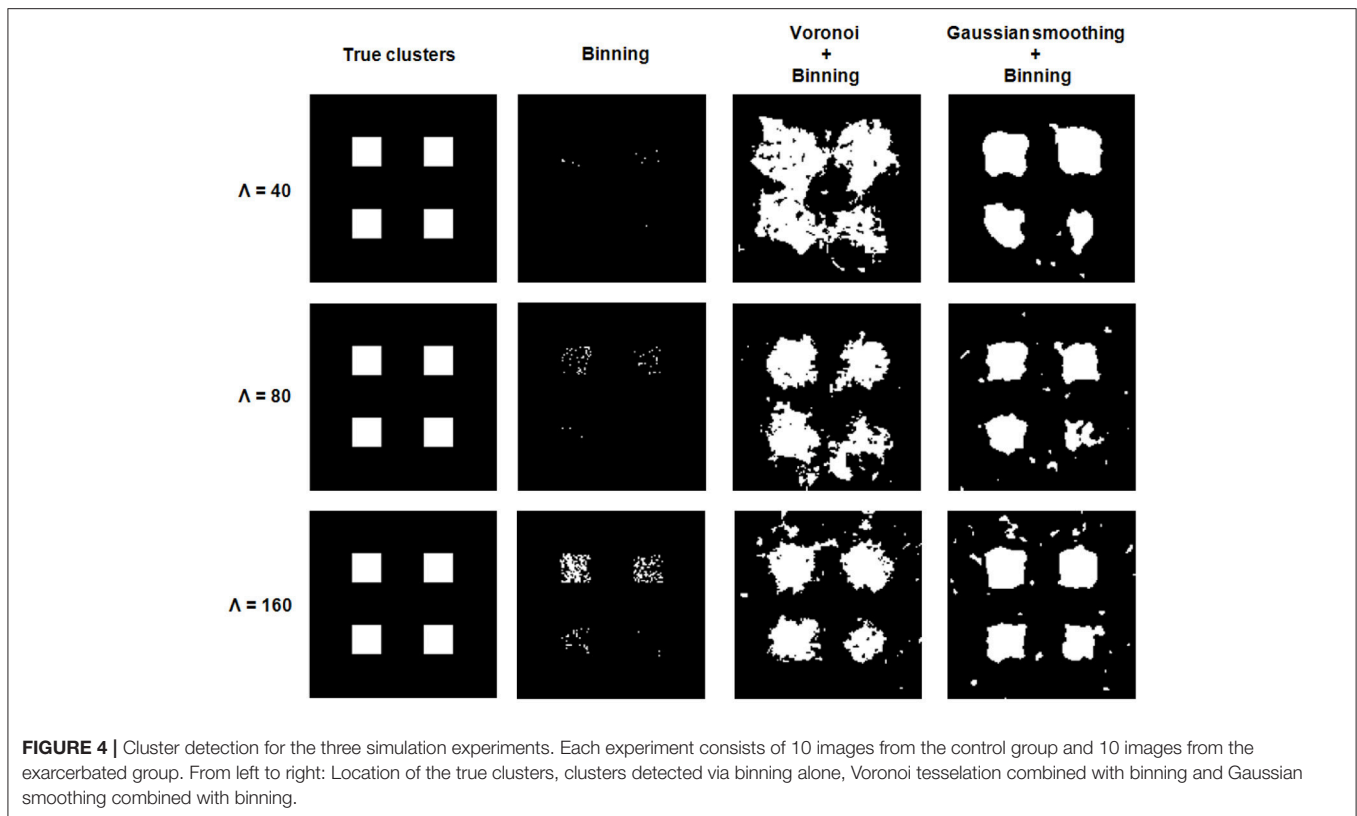 True clusters
Binning
Voronoi
+
Binning
Gaussian smoothing
+
Binning
Λ = 40
Λ = 80
Λ = 160
FIGURE 4 | Cluster detection for the three simulation experiments. Each experiment consists of 10 images from the control group and 10 images from the
exarcerbated group. From left to right: Location of the true clusters, clusters detected via binning alone, Voronoi tesselation combined with binning and Gaussian
smoothing combined with binning.